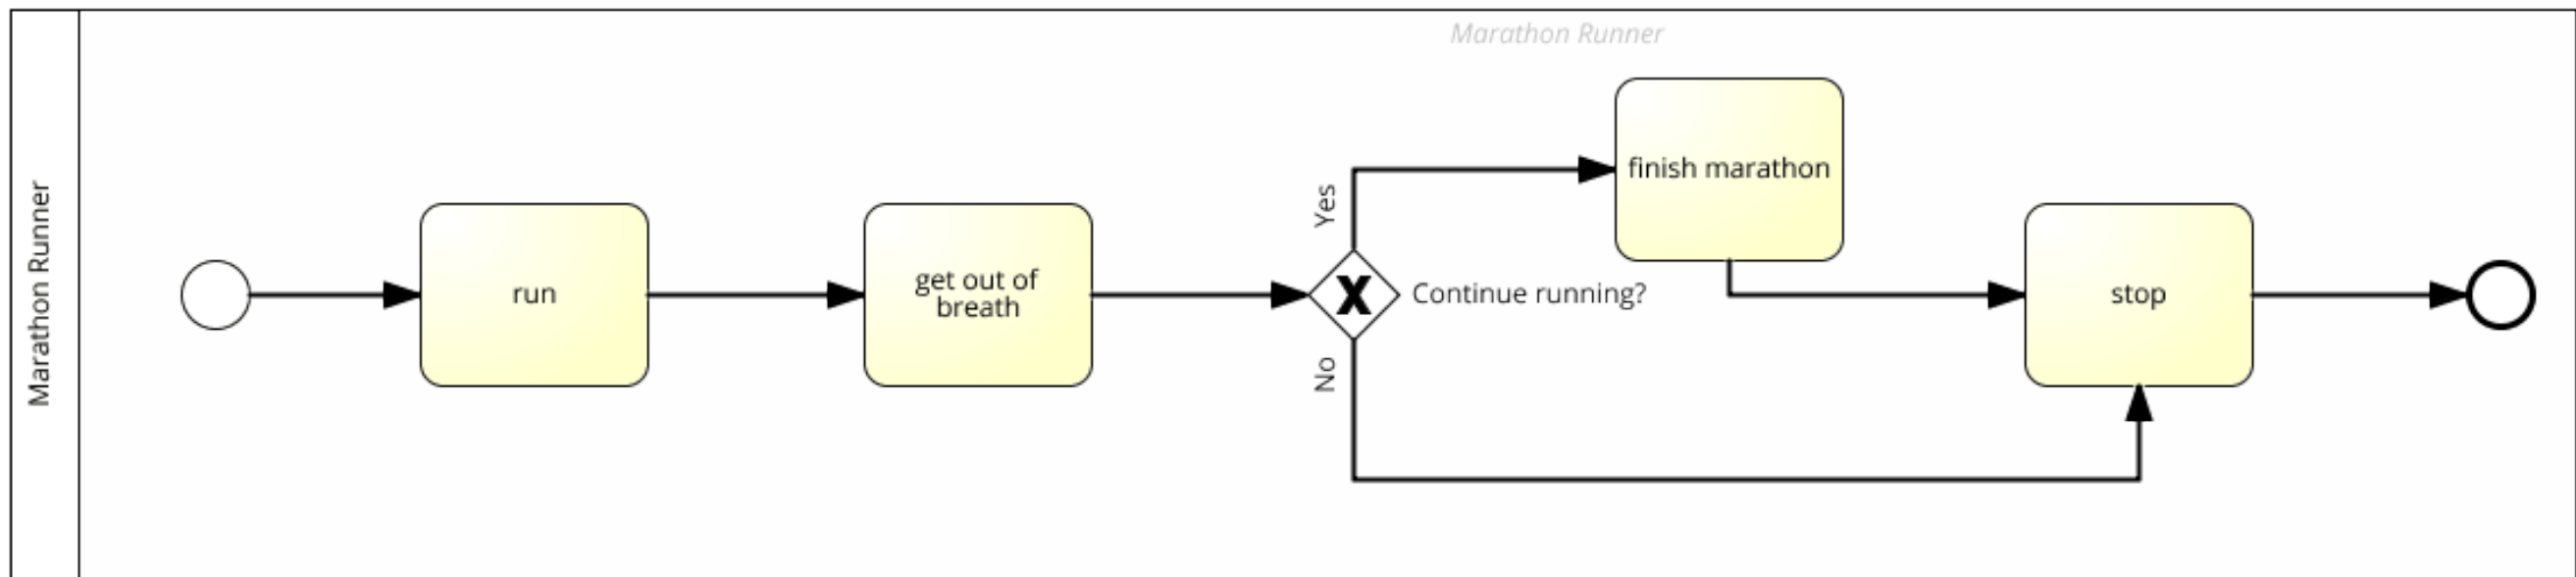 Marathon Runner
Marathon Runner
run
get out of
breath
Yes
No
Continue running?
finish marathon
stop